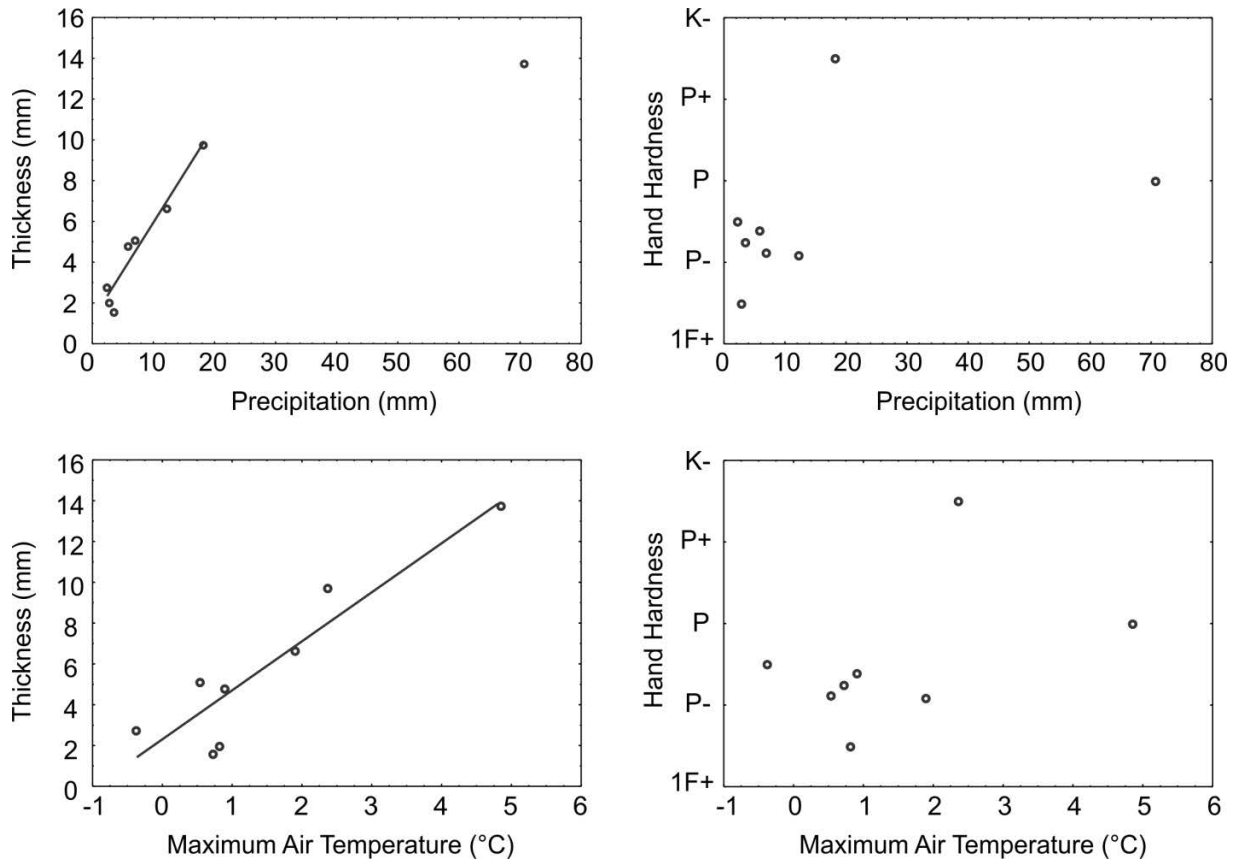 16
14
12
10
8
6
4
2
0
Thickness (mm)
0 10 20 30 40 50 60 70 80
Precipitation (mm)
K-
P+
P
P-
1F+
Hand Hardness
0 10 20 30 40 50 60 70 80
Precipitation (mm)
16
14
12
10
8
6
4
2
0
Thickness (mm)
-1 0 1 2 3 4 5 6
Maximum Air Temperature (°C)
K-
P+
P
P-
1F+
Hand Hardness
-1 0 1 2 3 4 5 6
Maximum Air Temperature (°C)